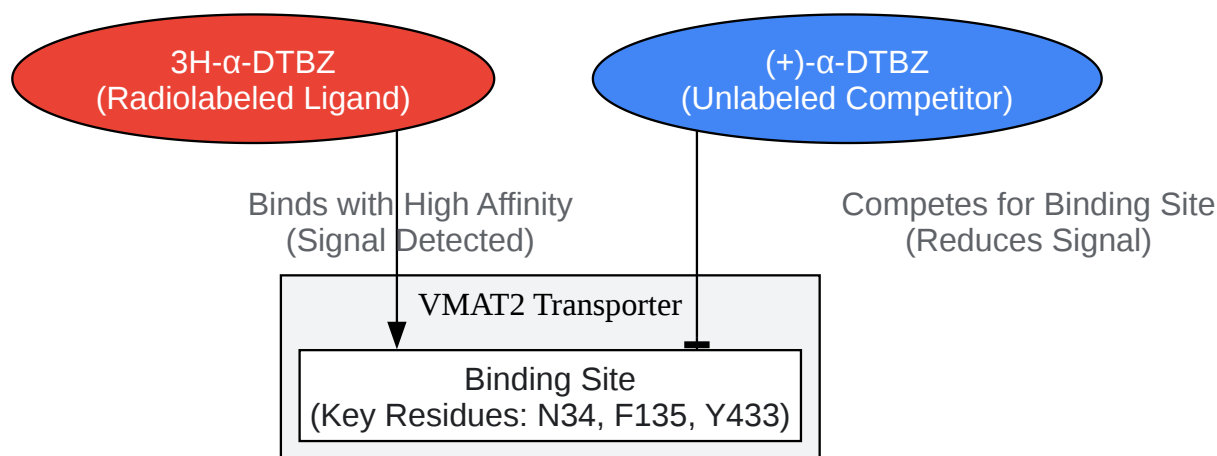 3H-α-DTBZ
(Radiolabeled Ligand)
(+)-α-DTBZ
(Unlabeled Competitor)
Binds with High Affinity
(Signal Detected)
Competes for Binding Site
(Reduces Signal)
VMAT2 Transporter
Binding Site
(Key Residues: N34, F135, Y433)